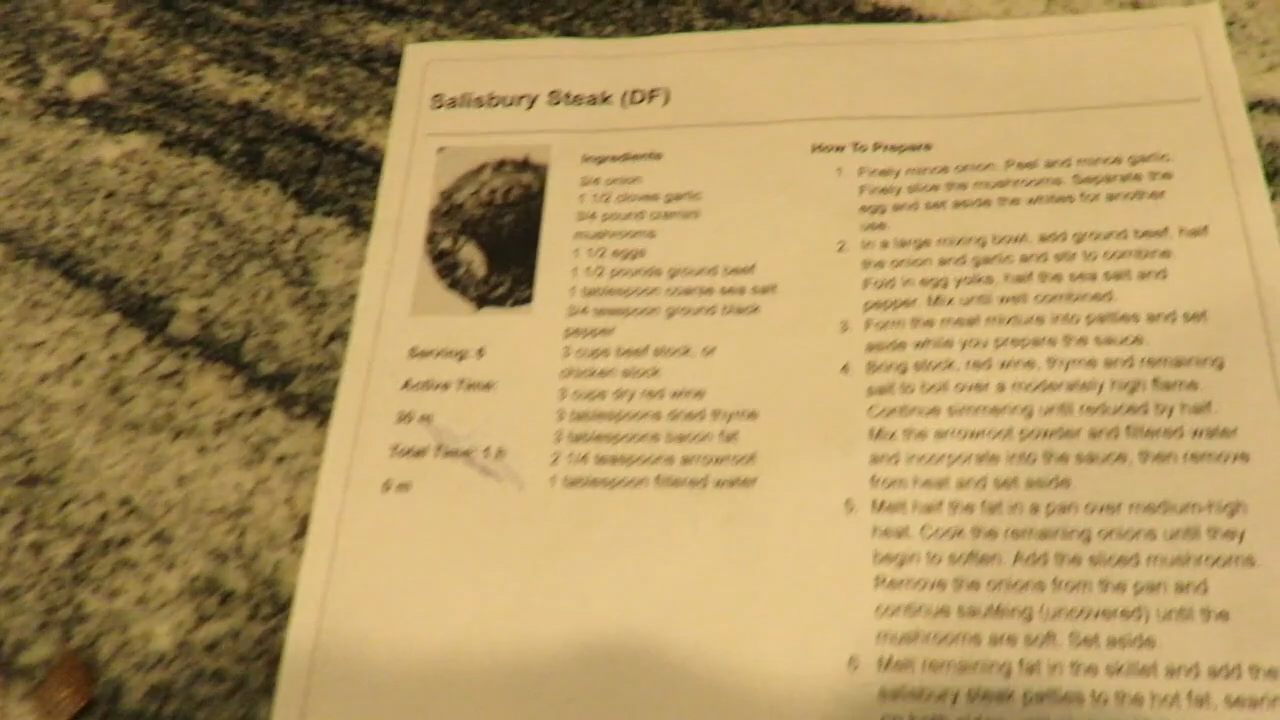 Salisbury Steak (DF)
Serving: 6
Active Time:
36 m
Total Time: 1 h
6 m
Ingredients
3/4 onion
1 1/2 cloves garlic
3/4 pound cremini
mushrooms
1 1/2 eggs
1 1/2 pounds ground beef
1 tablespoon coarse sea salt
3/4 teaspoon ground black
pepper
3 cups beef stock, or
chicken stock
3 cups dry red wine
3 tablespoons dried thyme
3 tablespoons bacon fat
2 1/4 teaspoons arrowroot
1 tablespoon filtered water
How To Prepare
1. Finely mince onion. Peel and mince garlic.
Finely slice the mushrooms. Separate the
egg and set aside the whites for another
use.
2. In a large mixing bowl, add ground beef, half
the onion and garlic and stir to combine.
Fold in egg yolks, half the sea salt and
pepper. Mix until well combined.
3. Form the meat mixture into patties and set
aside while you prepare the sauce.
4. Bring stock, red wine, thyme and remaining
salt to boil over a moderately high flame.
Continue simmering until reduced by half.
Mix the arrowroot powder and filtered water
and incorporate into the sauce, then remove
from heat and set aside.
5. Melt half the fat in a pan over medium-high
heat. Cook the remaining onions until they
begin to soften. Add the sliced mushrooms.
Remove the onions from the pan and
continue sautéing (uncovered) until the
mushrooms are soft. Set aside.
6. Melt remaining fat in the skillet and add the
salisbury steak patties to the hot fat,
on both sides